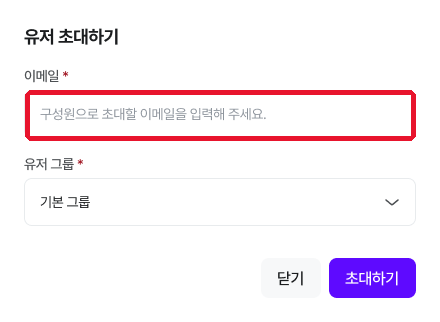 유저 초대하기
이메일 *
구성원으로 초대할 이메일을 입력해 주세요.
유저 그룹 *
기본 그룹
닫기
초대하기